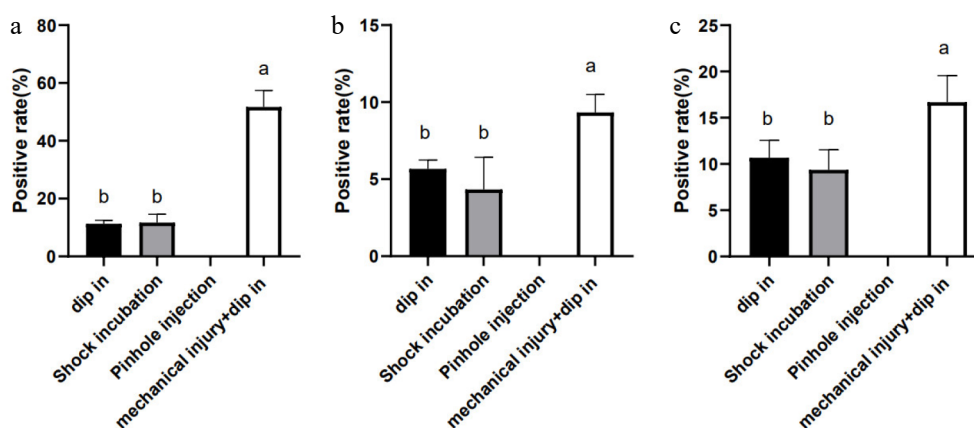 a
Positive rate(%)
80
60
40
20
0
b
b
a
dip in
Shock incubation
Pinhole injection
mechanical injury+dip in
b
Positive rate(%)
15
10
5
0
b
b
a
dip in
Shock incubation
Pinhole injection
mechanical injury+dip in
c
Positive rate(%)
25
20
15
10
5
0
b
b
a
dip in
Shock incubation
Pinhole injection
mechanical injury+dip in